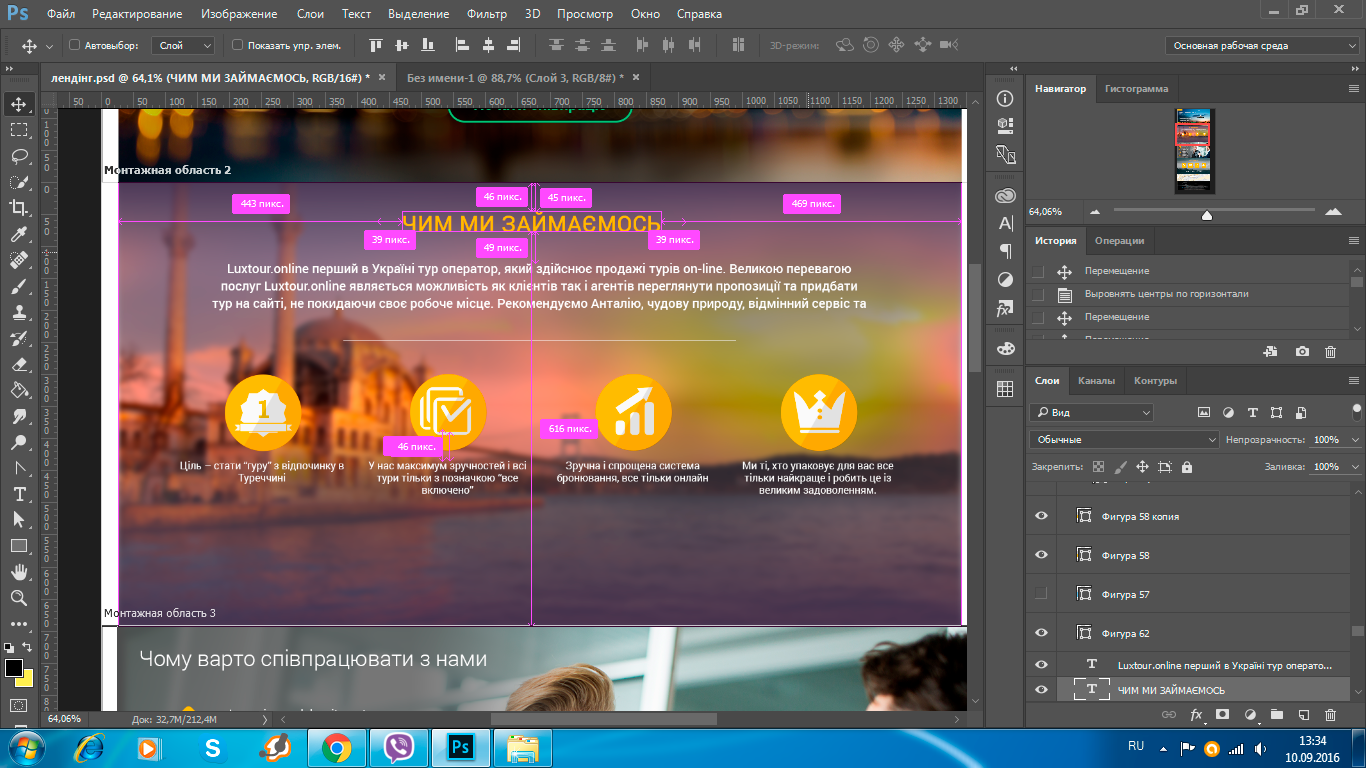 Ps Файл Редактирование Изображение Слои Текст Выделение Фильтр 3D Просмотр Окно Справка
Автовыбор: Слой Показать упр. элем. 3D-режим: Основная рабочая среда
лендінг.psd @ 64,1% (ЧИМ МИ ЗАЙМАЄМОСЬ, RGB/16#) * × Без имени-1 @ 88,7% (Слой 3, RGB/8#) * ×
50 0 50 100 150 200 250 300 350 400 450 500 550 600 650 700 750 800 850 900 950 1000 1050 1100 1150 1200 1250 1300
Монтажная область 2
443 пикс. 46 пикс. 45 пикс. 469 пикс.
ЧИМ МИ ЗАЙМАЄМОСЬ
39 пикс. 49 пикс. 39 пикс.
Luxtour.online перший в Україні тур оператор, який здійснює продажі турів on-line. Великою перевагою
послуг Luxtour.online являється можливість як клієнтів так і агентів переглянути пропозиції та придбати
тур на сайті, не покидаючи своє робоче місце. Рекомендуємо Анталію, чудову природу, відмінний сервіс та
1
46 пикс. 616 пикс.
Ціль – стати "гуру" з відпочинку в
Туреччині
У нас максимум зручностей і всі
тури тільки з позначкою "все
включено"
Зручна і спрощена система
бронювання, все тільки онлайн
Ми ті, хто упаковує для вас все
тільки найкраще і робить це із
великим задоволенням.
Монтажная область 3
Чому варто співпрацювати з нами
64,06% Док: 32,7M/212,4M
Навигатор Гистограмма
64,06%
История Операции
Перемещение
Выровнять центры по горизонтали
Перемещение
Слои Каналы Контуры
Вид
Обычные Непрозрачность: 100%
Закрепить: Заливка: 100%
Фигура 58 копия
Фигура 58
Фигура 57
Фигура 62
T Luxtour.online перший в Україні тур операто...
T ЧИМ МИ ЗАЙМАЄМОСЬ
fx
RU 13:34
10.09.2016